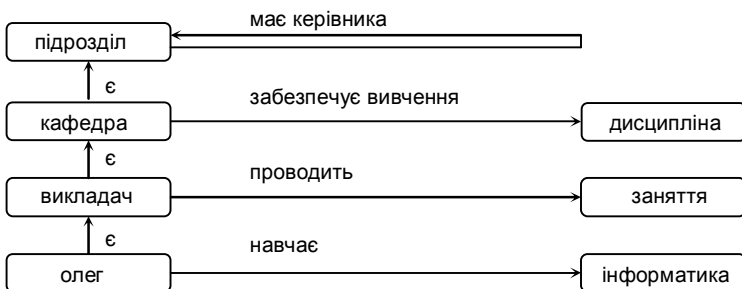 має керівника
підрозділ
є
забезпечує вивчення
кафедра
дисципліна
є
проводить
викладач
заняття
є
навчає
олег
інформатика